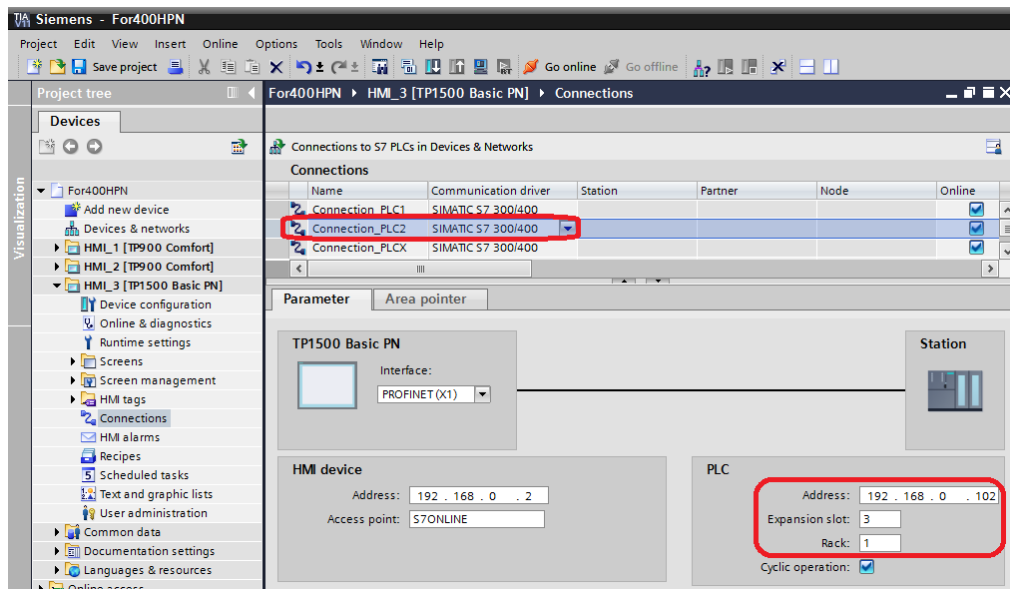 TIA V11 Siemens - For400HPN
Project Edit View Insert Online Options Tools Window Help
Save project Go online Go offline
Project tree
For400HPN HMI_3 [TP1500 Basic PN] Connections
Devices
Visualization
For400HPN
Add new device
Devices & networks
HMI_1 [TP900 Comfort]
HMI_2 [TP900 Comfort]
HMI_3 [TP1500 Basic PN]
Device configuration
Online & diagnostics
Runtime settings
Screens
Screen management
HMI tags
Connections
HMI alarms
Recipes
Scheduled tasks
Text and graphic lists
User administration
Common data
Documentation settings
Languages & resources
Online access
Connections to S7 PLCs in Devices & Networks
Connections
Name Communication driver Station Partner Node Online
Connection_PLC1 SIMATIC S7 300/400
Connection_PLC2 SIMATIC S7 300/400
Connection_PLCX SIMATIC S7 300/400
Parameter Area pointer
TP1500 Basic PN
Interface:
PROFINET (X1)
Station
HMI device
Address: 192 . 168 . 0 . 2
Access point: S7ONLINE
PLC
Address: 192 . 168 . 0 . 102
Expansion slot: 3
Rack: 1
Cyclic operation: